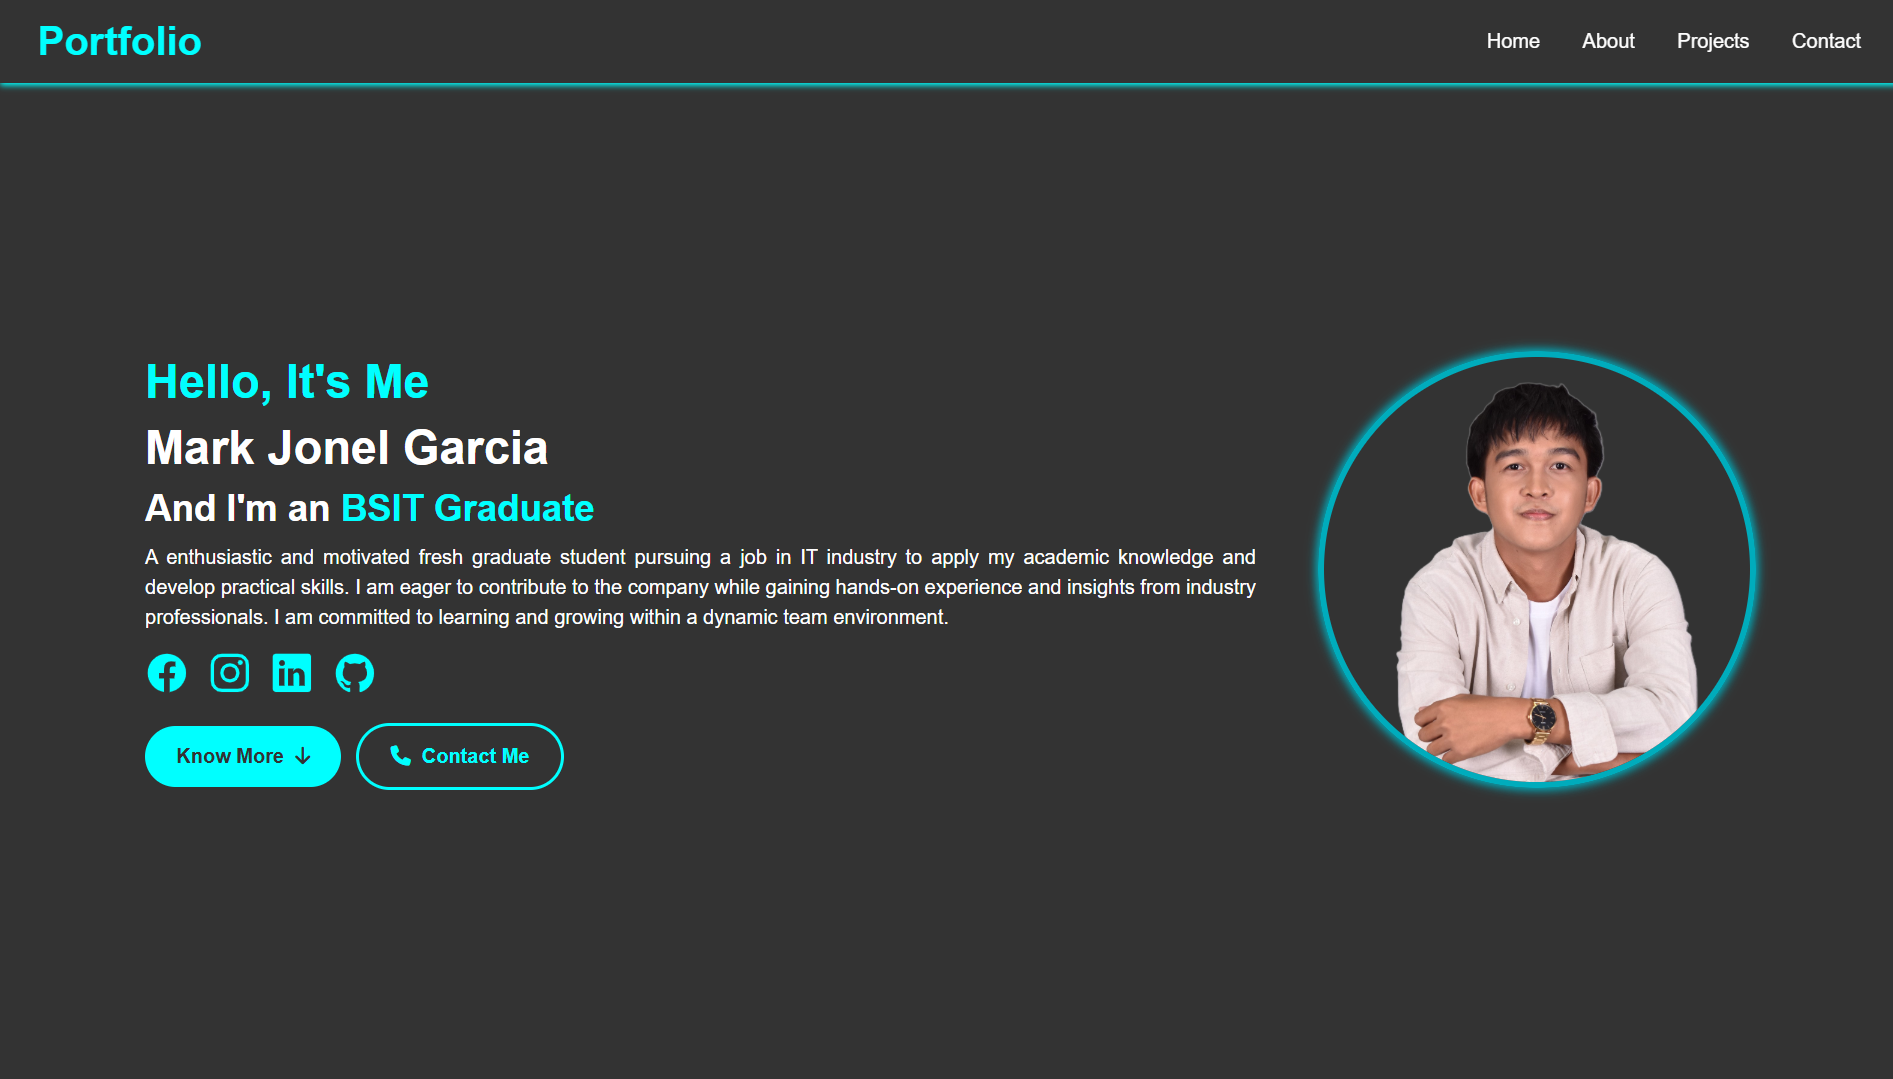 Portfolio
Home
About
Projects
Contact
Hello, It's Me
Mark Jonel Garcia
And I'm an BSIT Graduate
A enthusiastic and motivated fresh graduate student pursuing a job in IT industry to apply my academic knowledge and
develop practical skills. I am eager to contribute to the company while gaining hands-on experience and insights from industry
professionals. I am committed to learning and growing within a dynamic team environment.
Know More
Contact Me